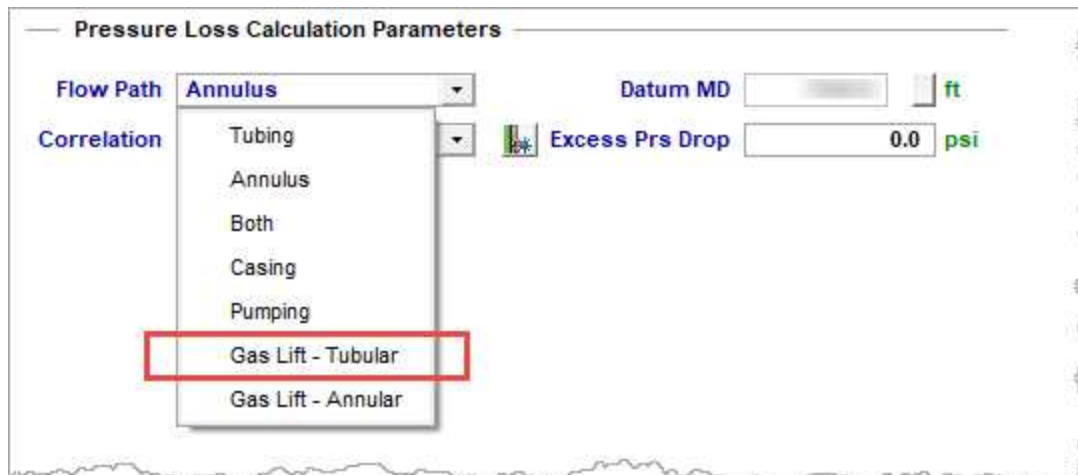 Pressure Loss Calculation Parameters
Flow Path Annulus Datum MD ft
Correlation Excess Prs Drop 0.0 psi
Tubing
Annulus
Both
Casing
Pumping
Gas Lift - Tubular
Gas Lift - Annular